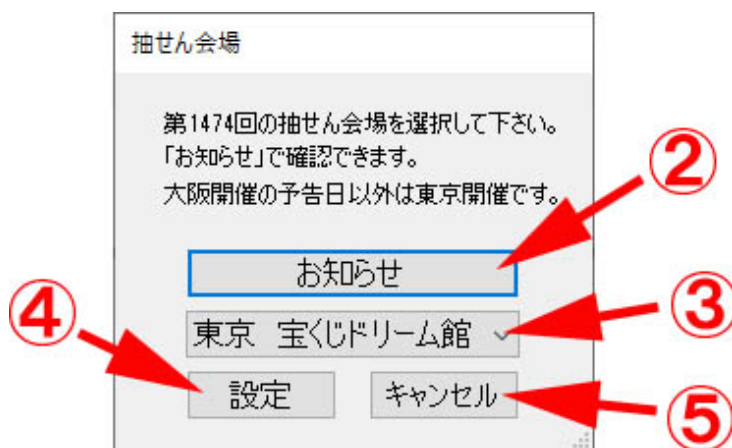 抽せん会場
第1474回の抽せん会場を選択して下さい。
「お知らせ」で確認できます。
大阪開催の予告日以外は東京開催です。
②
お知らせ
③
東京　宝くじドリーム館
④
設定
キャンセル
⑤